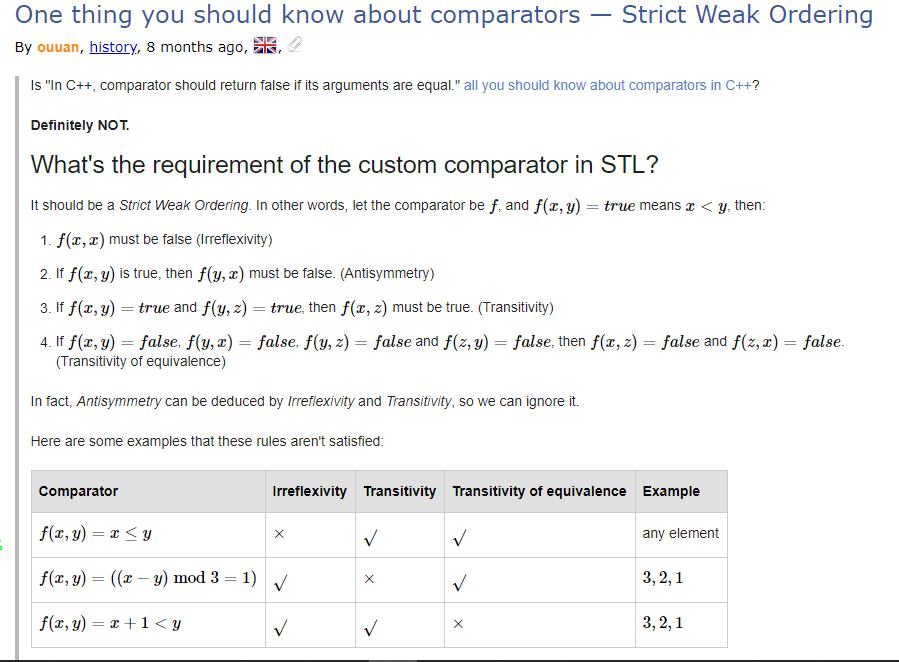 One thing you should know about comparators — Strict Weak Ordering
By ouuan, history, 8 months ago,
Is "In C++, comparator should return false if its arguments are equal." all you should know about comparators in C++?
Definitely NOT.
What's the requirement of the custom comparator in STL?
It should be a Strict Weak Ordering. In other words, let the comparator be f, and f(x, y) = true means x < y, then:
1. f(x, x) must be false (Irreflexivity)
2. If f(x, y) is true, then f(y, x) must be false. (Antisymmetry)
3. If f(x, y) = true and f(y, z) = true, then f(x, z) must be true. (Transitivity)
4. If f(x, y) = false, f(y, x) = false, f(y, z) = false and f(z, y) = false, then f(x, z) = false and f(z, x) = false.
(Transitivity of equivalence)
In fact, Antisymmetry can be deduced by Irreflexivity and Transitivity, so we can ignore it.
Here are some examples that these rules aren't satisfied:
Comparator Irreflexivity Transitivity Transitivity of equivalence Example
f(x, y) = x ≤ y × √ √ any element
f(x, y) = ((x − y) mod 3 = 1) √ × √ 3, 2, 1
f(x, y) = x + 1 < y √ √ × 3, 2, 1